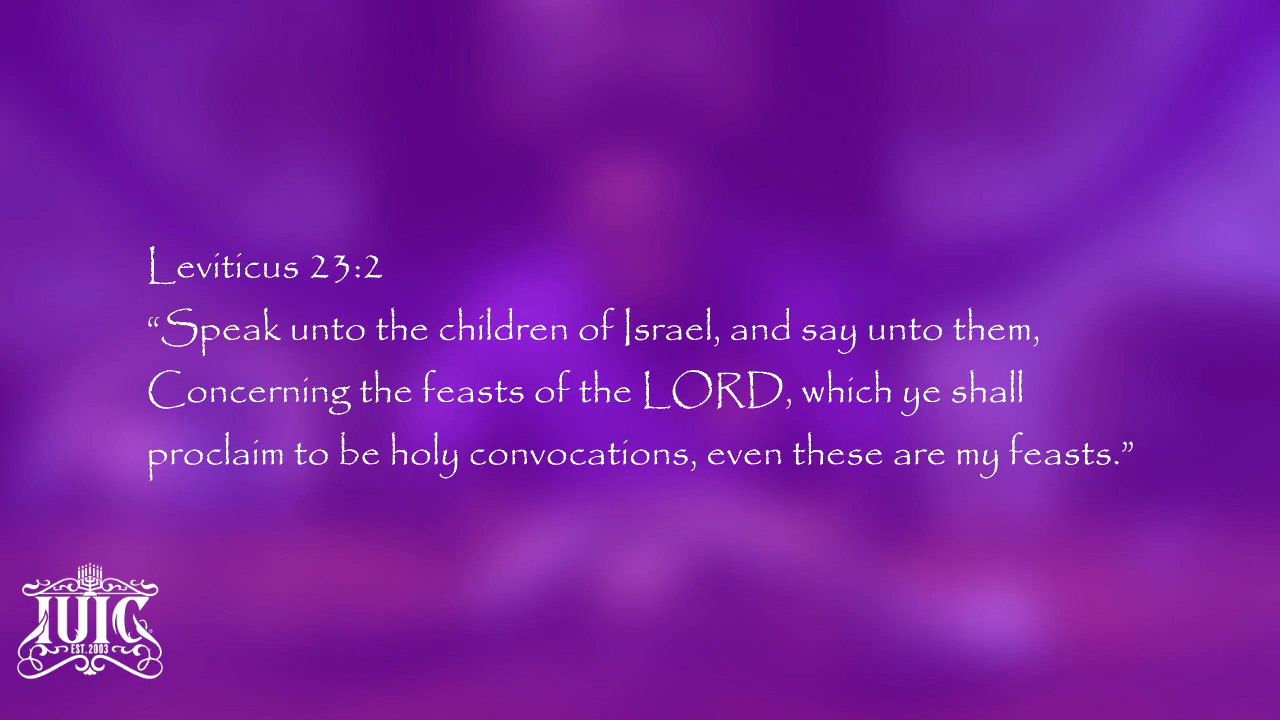 Leviticus 23:2
“Speak unto the children of Israel, and say unto them,
Concerning the feasts of the LORD, which ye shall
proclaim to be holy convocations, even these are my feasts.”
IUIC
EST. 2003